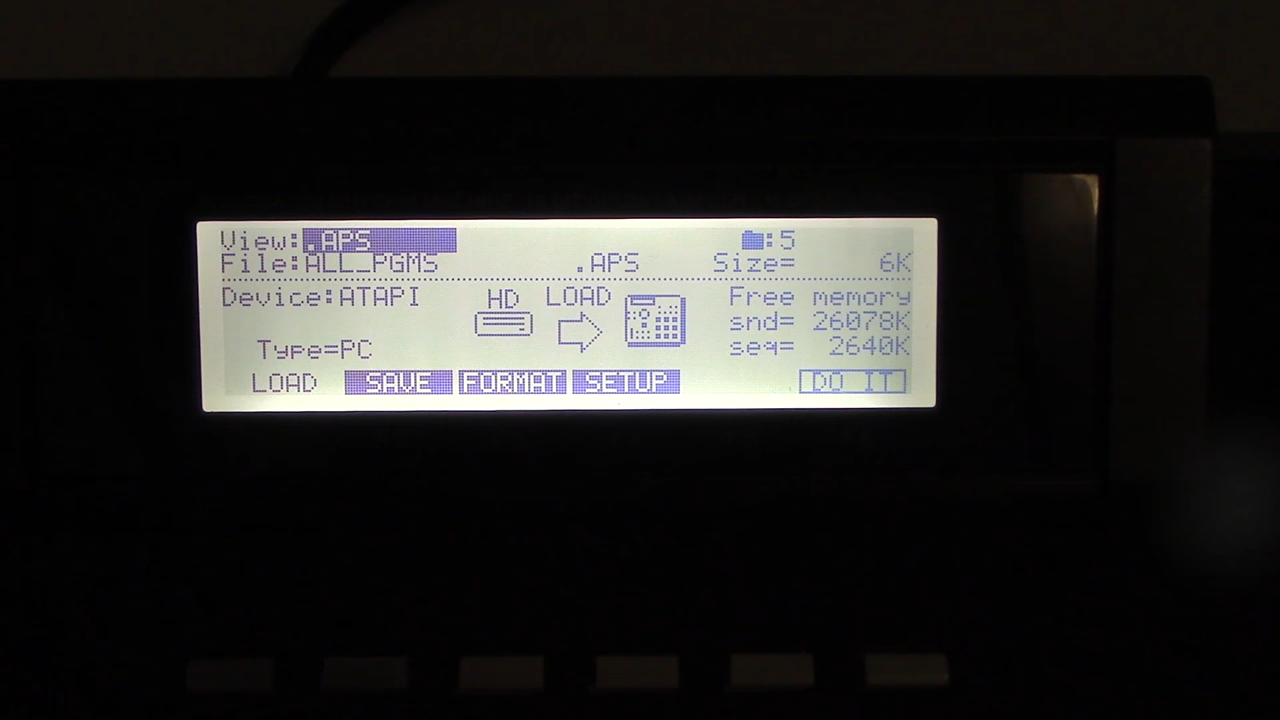 View:.APS :5
File:ALL_PGMS .APS Size= 6K
Device:ATAPI HD LOAD Free memory
snd= 26078K
Type=PC seq= 2640K
LOAD SAVE FORMAT SETUP DO IT